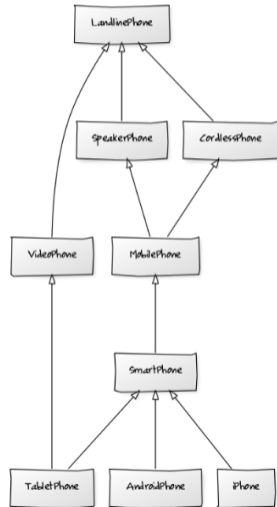 LandlinePhone
SpeakerPhone
CordlessPhone
VideoPhone
MobilePhone
SmartPhone
TabletPhone
AndroidPhone
iPhone